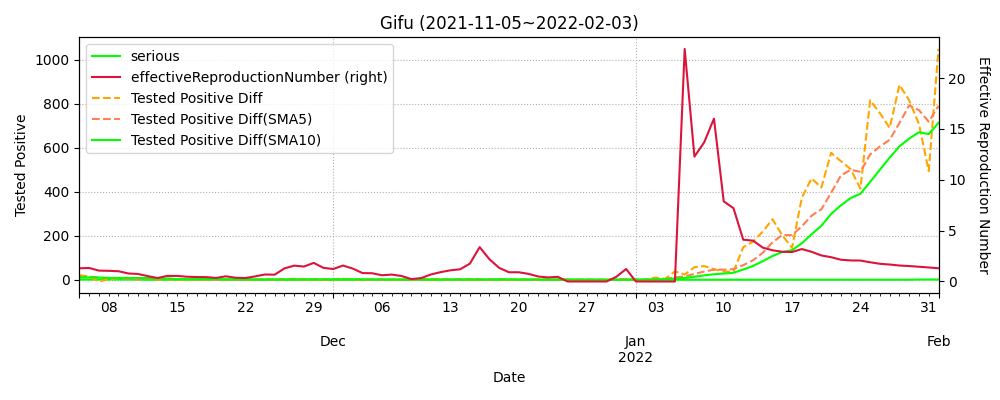 Gifu (2021-11-05~2022-02-03)
serious
effectiveReproductionNumber (right)
Tested Positive Diff
Tested Positive Diff(SMA5)
Tested Positive Diff(SMA10)
Tested Positive
1000
800
600
400
200
0
Effective Reproduction Number
20
15
10
5
0
08 15 22 29 06 13 20 27 03 10 17 24 31
Dec Jan Feb
2022
Date